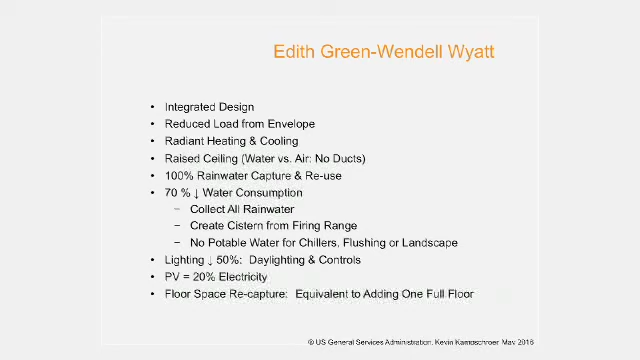 Edith Green-Wendell Wyatt
• Integrated Design
• Reduced Load from Envelope
• Radiant Heating & Cooling
• Raised Ceiling (Water vs. Air: No Ducts)
• 100% Rainwater Capture & Re-use
• 70 % ↓ Water Consumption
− Collect All Rainwater
− Create Cistern from Firing Range
− No Potable Water for Chillers, Flushing or Landscape
• Lighting ↓ 50%: Daylighting & Controls
• PV = 20% Electricity
• Floor Space Re-capture: Equivalent to Adding One Full Floor
© US General Services Administration, Kevin Kampschroer May 2016